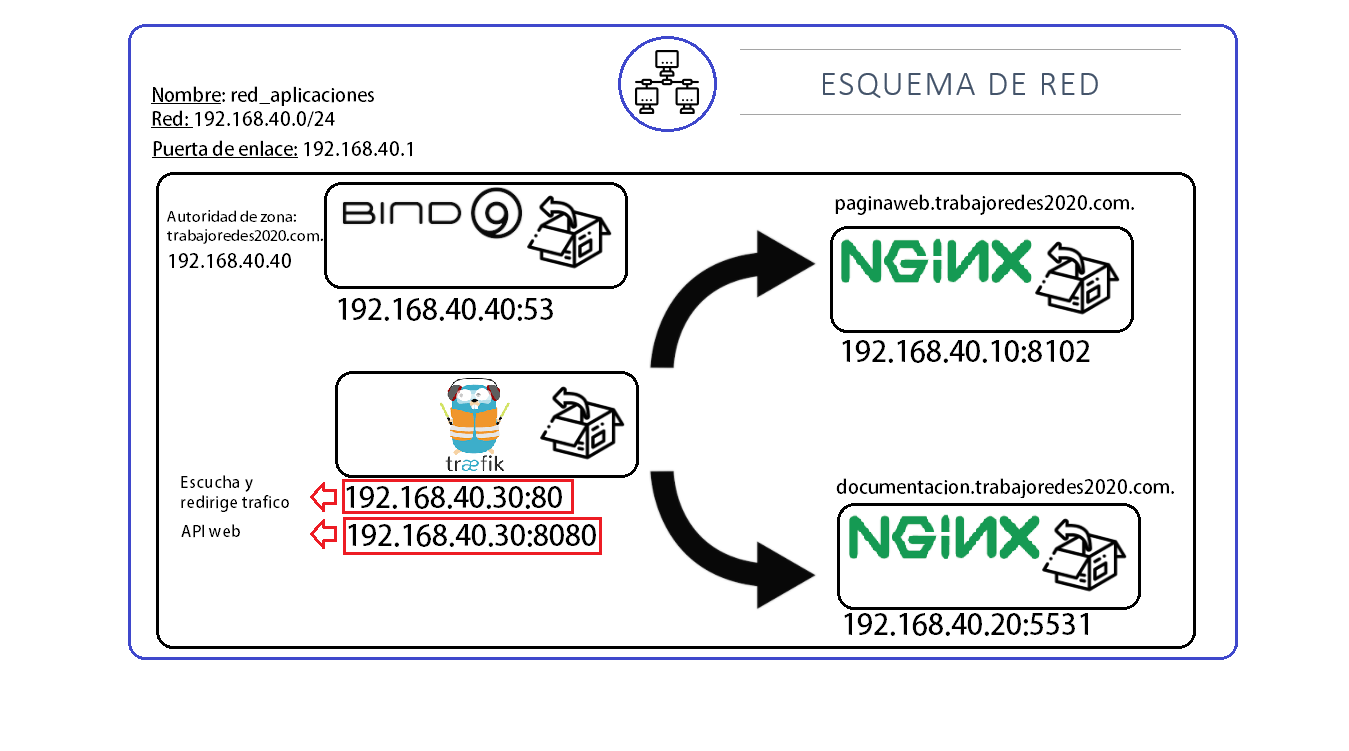 ESQUEMA DE RED
Nombre: red_aplicaciones
Red: 192.168.40.0/24
Puerta de enlace: 192.168.40.1
Autoridad de zona:
trabajoredes2020.com.
192.168.40.40
BIND 9
192.168.40.40:53
træfik
Escucha y
redirige trafico
192.168.40.30:80
API web
192.168.40.30:8080
paginaweb.trabajoredes2020.com.
NGiNX
192.168.40.10:8102
documentacion.trabajoredes2020.com.
NGiNX
192.168.40.20:5531